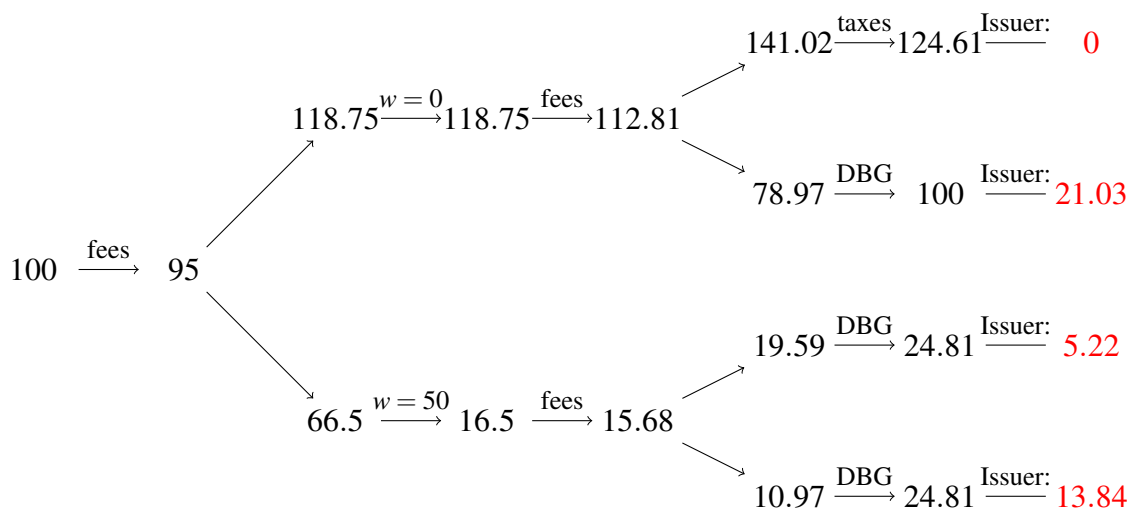 taxes Issuer:
141.02 124.61 0
w = 0 fees
118.75 118.75 112.81
DBG Issuer:
78.97 100 21.03
fees
100 95
DBG Issuer:
19.59 24.81 5.22
w = 50 fees
66.5 16.5 15.68
DBG Issuer:
10.97 24.81 13.84